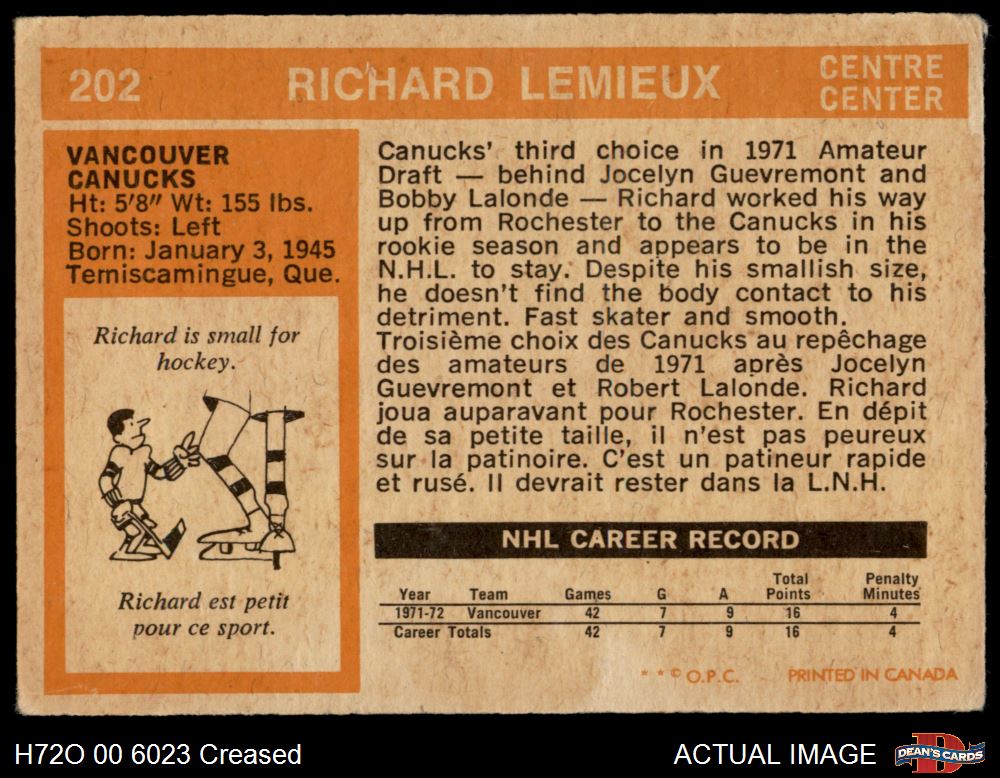 202 RICHARD LEMIEUX CENTRE
CENTER
VANCOUVER
CANUCKS
Ht: 5'8" Wt: 155 lbs.
Shoots: Left
Born: January 3, 1945
Temiscamingue, Que.
Richard is small for
hockey.
Richard est petit
pour ce sport.
Canucks' third choice in 1971 Amateur
Draft — behind Jocelyn Guevremont and
Bobby Lalonde — Richard worked his way
up from Rochester to the Canucks in his
rookie season and appears to be in the
N.H.L. to stay. Despite his smallish size,
he doesn't find the body contact to his
detriment. Fast skater and smooth.
Troisième choix des Canucks au repêchage
des amateurs de 1971 après Jocelyn
Guevremont et Robert Lalonde. Richard
joua auparavant pour Rochester. En dépit
de sa petite taille, il n'est pas peureux
sur la patinoire. C'est un patineur rapide
et rusé. Il devrait rester dans la L.N.H.
NHL CAREER RECORD
Year Team Games G A Total Points Penalty Minutes
1971-72 Vancouver 42 7 9 16 4
Career Totals 42 7 9 16 4
* * © O.P.C. PRINTED IN CANADA
H72O 00 6023 Creased ACTUAL IMAGE DEAN'S CARDS